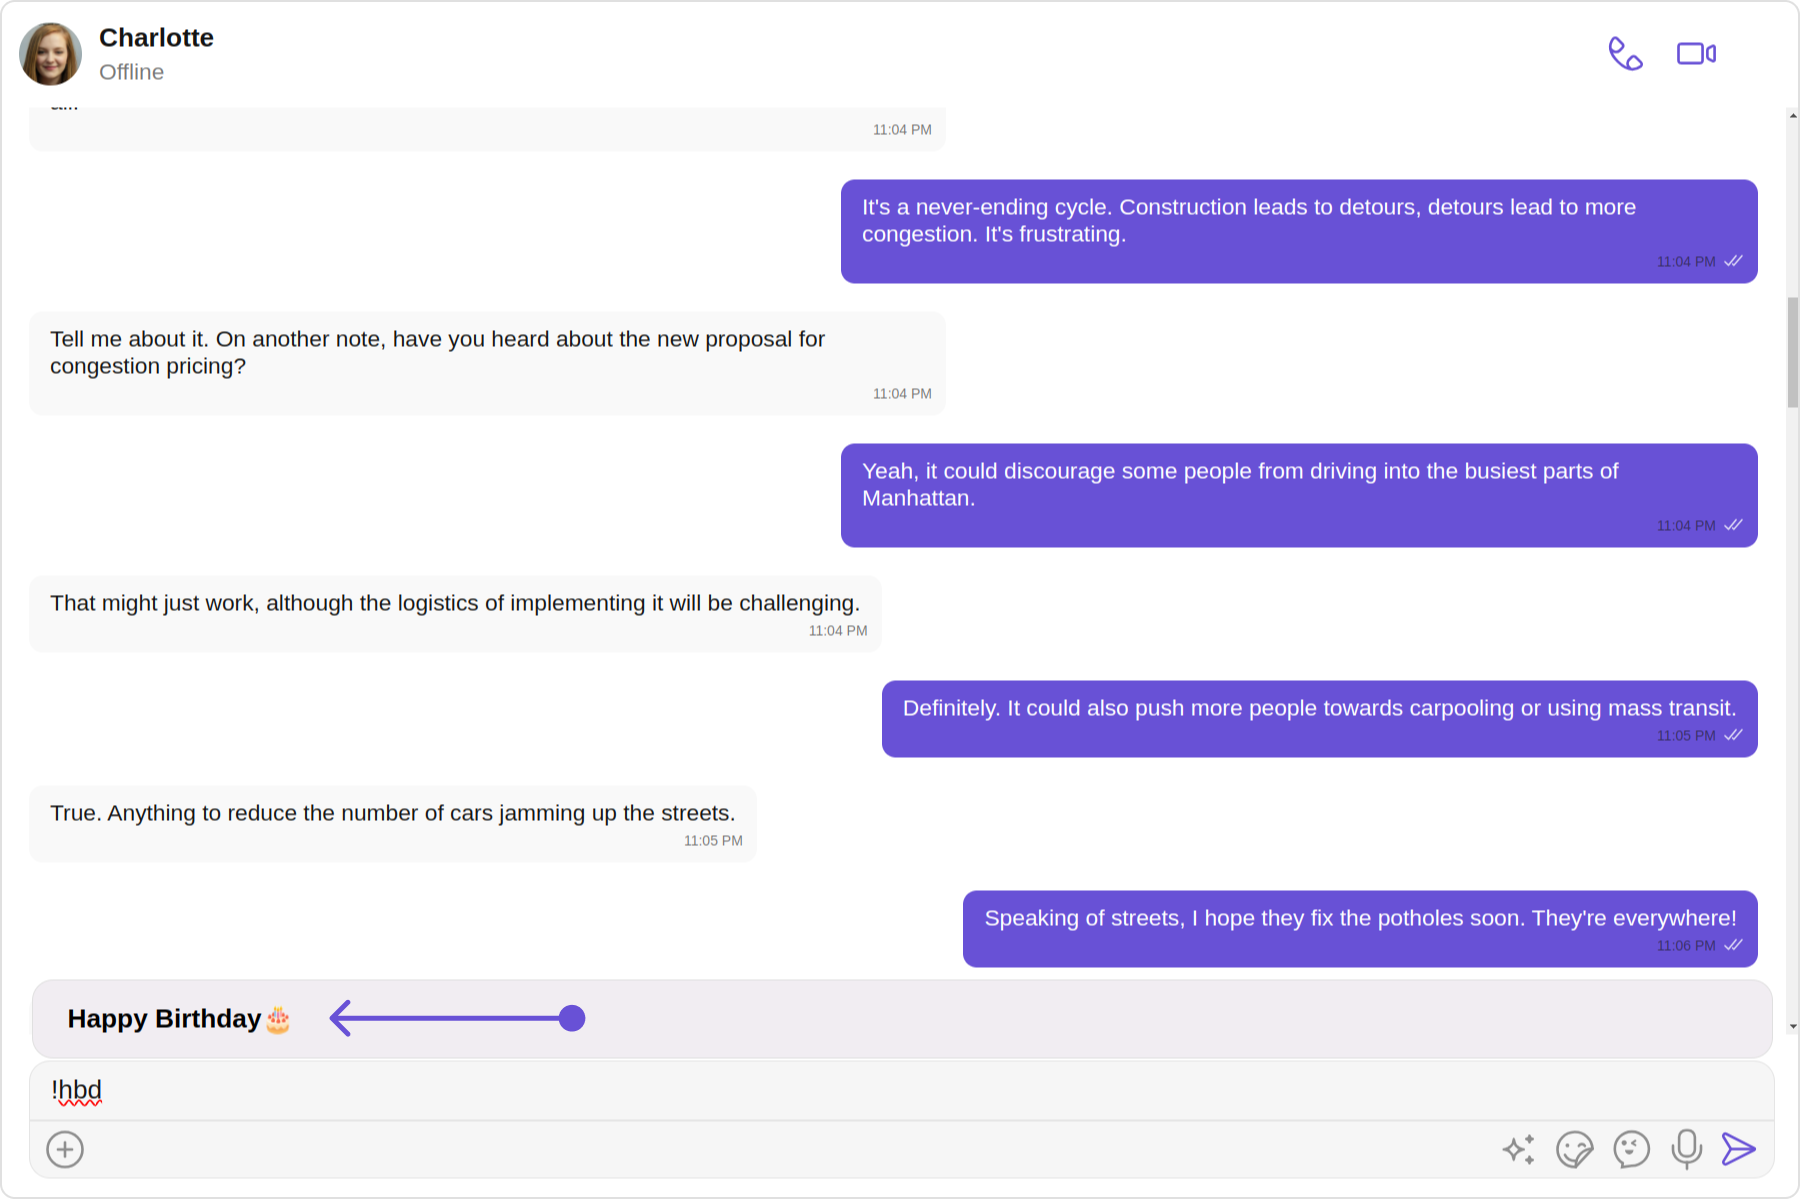 Charlotte
Offline
11:04 PM
It's a never-ending cycle. Construction leads to detours, detours lead to more
congestion. It's frustrating.
11:04 PM
Tell me about it. On another note, have you heard about the new proposal for
congestion pricing?
11:04 PM
Yeah, it could discourage some people from driving into the busiest parts of
Manhattan.
11:04 PM
That might just work, although the logistics of implementing it will be challenging.
11:04 PM
Definitely. It could also push more people towards carpooling or using mass transit.
11:05 PM
True. Anything to reduce the number of cars jamming up the streets.
11:05 PM
Speaking of streets, I hope they fix the potholes soon. They're everywhere!
11:06 PM
Happy Birthday🎂
!hbd